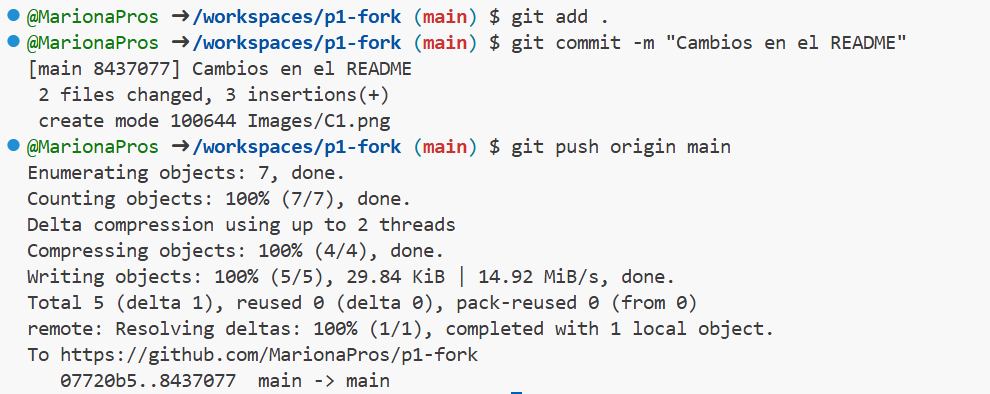 @MarionaPros ➜/workspaces/p1-fork (main) $ git add .
@MarionaPros ➜/workspaces/p1-fork (main) $ git commit -m "Cambios en el README"
[main 8437077] Cambios en el README
 2 files changed, 3 insertions(+)
 create mode 100644 Images/C1.png
@MarionaPros ➜/workspaces/p1-fork (main) $ git push origin main
Enumerating objects: 7, done.
Counting objects: 100% (7/7), done.
Delta compression using up to 2 threads
Compressing objects: 100% (4/4), done.
Writing objects: 100% (5/5), 29.84 KiB | 14.92 MiB/s, done.
Total 5 (delta 1), reused 0 (delta 0), pack-reused 0 (from 0)
remote: Resolving deltas: 100% (1/1), completed with 1 local object.
To https://github.com/MarionaPros/p1-fork
   07720b5..8437077  main -> main